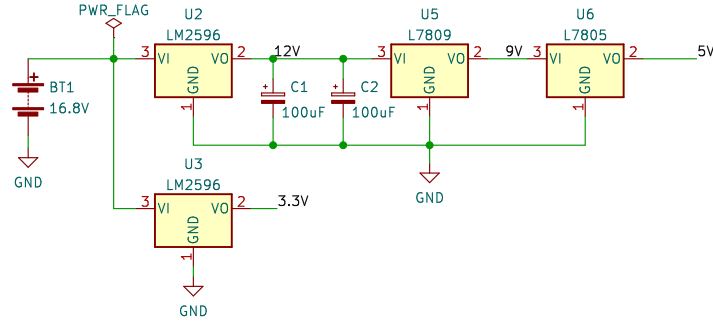 PWR_FLAG
U2
LM2596
U5
L7809
U6
L7805
3 VI VO 2
GND
1
12V
3 VI VO 2
GND
1
9V
3 VI VO 2
GND
1
5V
+
BT1
16.8V
GND
+
C1
100uF
+
C2
100uF
GND
U3
LM2596
3 VI VO 2
GND
1
3.3V
GND